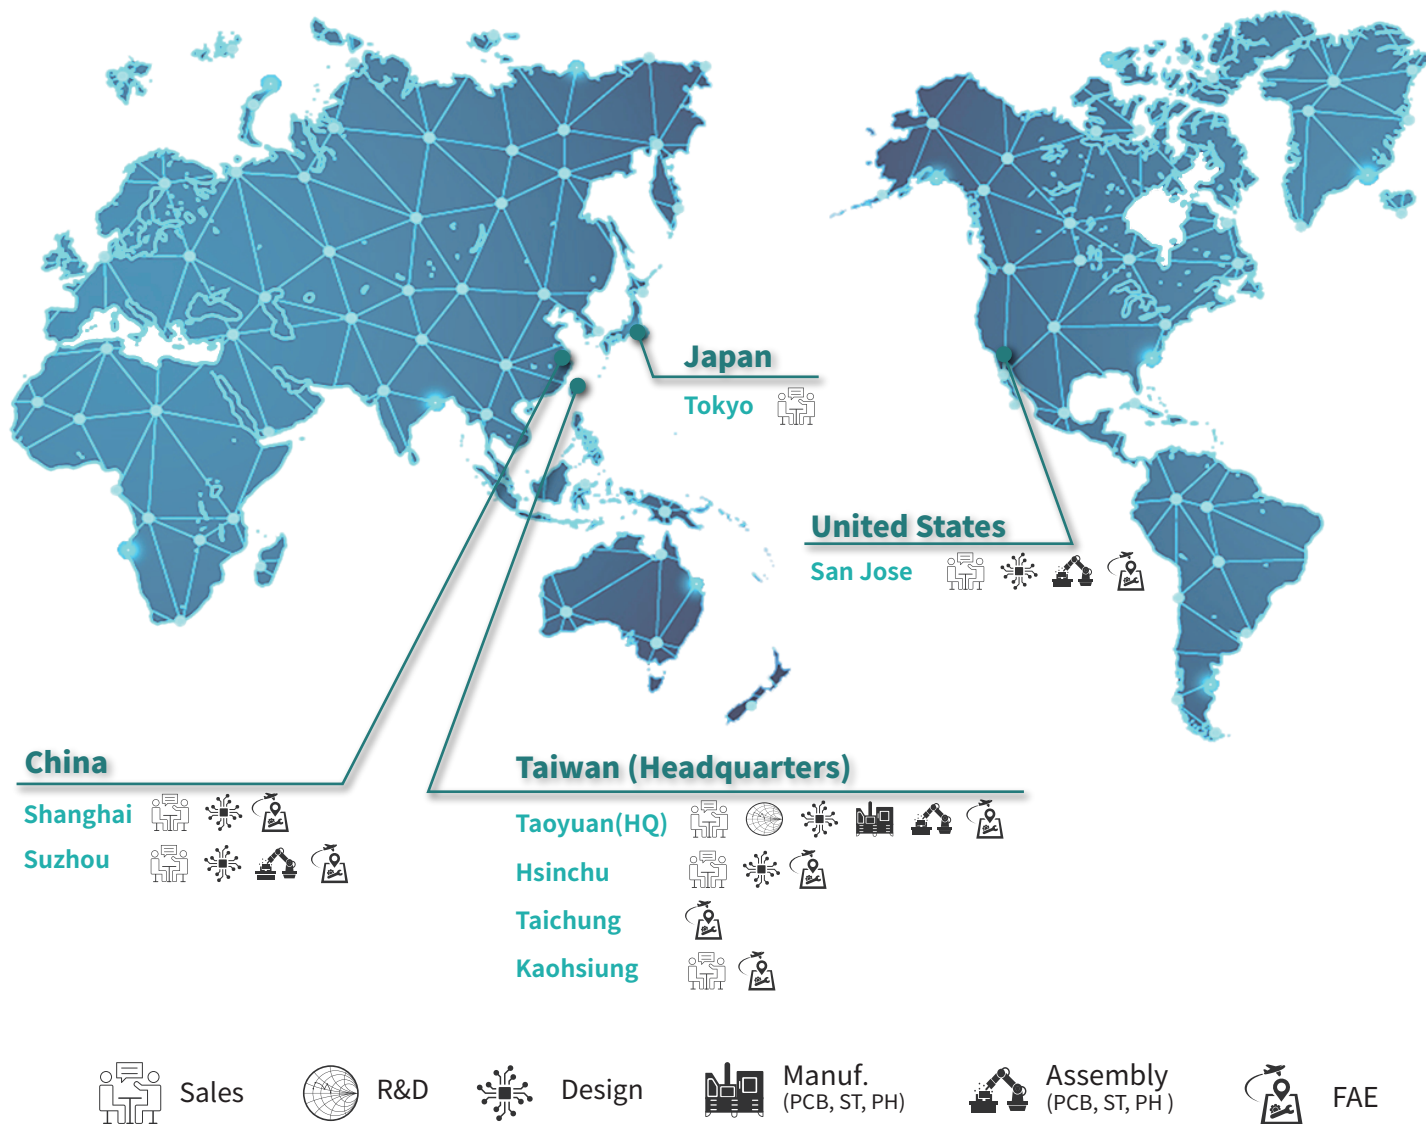 Japan
Tokyo
United States
San Jose
China
Shanghai
Suzhou
Taiwan (Headquarters)
Taoyuan(HQ)
Hsinchu
Taichung
Kaohsiung
Sales
R&D
Design
Manuf.
(PCB, ST, PH)
Assembly
(PCB, ST, PH )
FAE